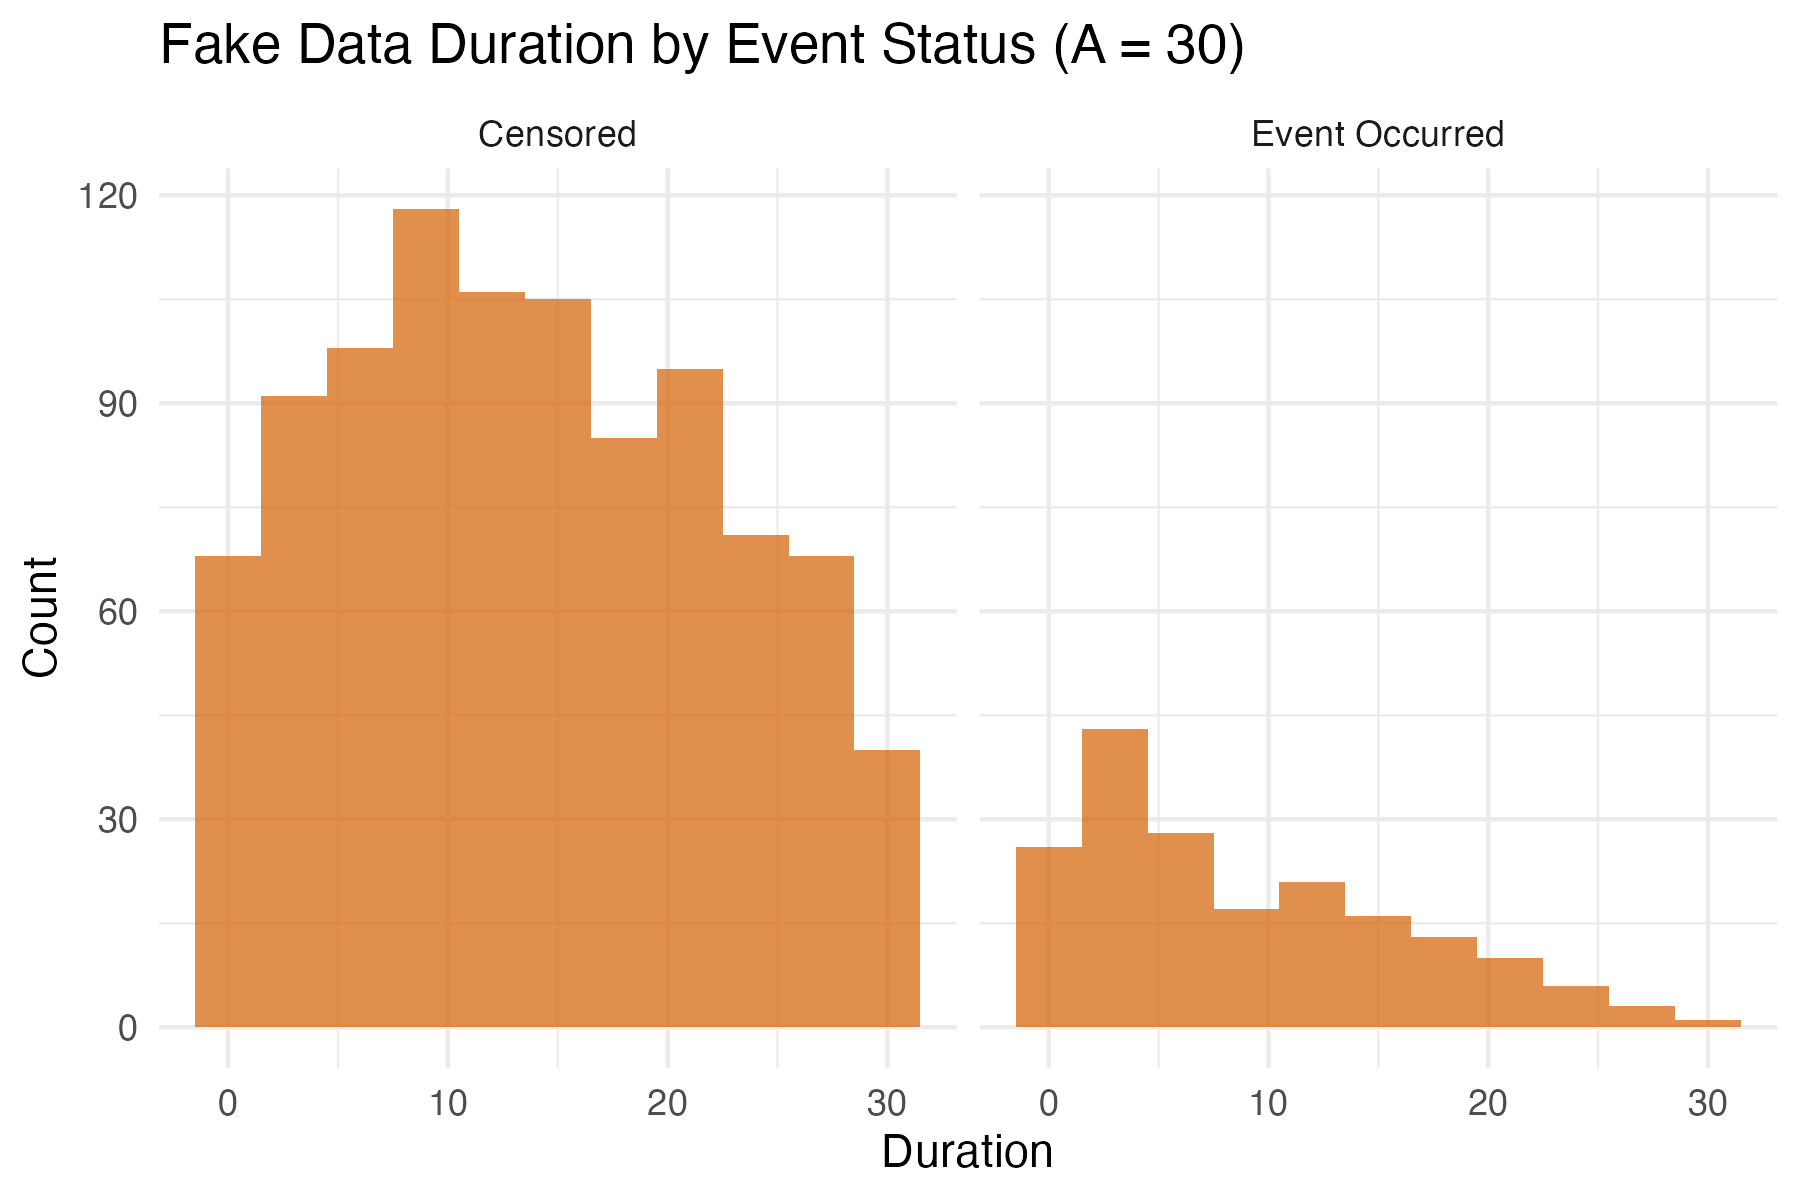 Fake Data Duration by Event Status (A = 30)
Censored
Event Occurred
120
90
60
30
0
Count
0 10 20 30
0 10 20 30
Duration